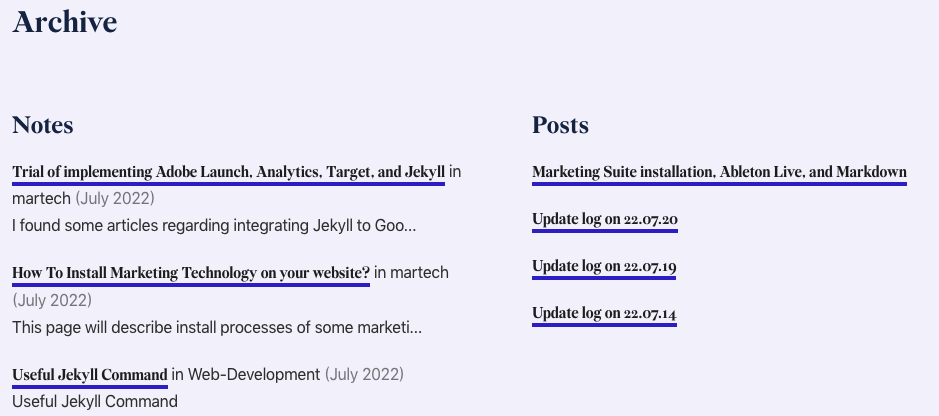 Archive
Notes
Trial of implementing Adobe Launch, Analytics, Target, and Jekyll in
martech (July 2022)
I found some articles regarding integrating Jekyll to Goo...
How To Install Marketing Technology on your website? in martech
(July 2022)
This page will describe install processes of some marketi...
Useful Jekyll Command in Web-Development (July 2022)
Useful Jekyll Command
Posts
Marketing Suite installation, Ableton Live, and Markdown
Update log on 22.07.20
Update log on 22.07.19
Update log on 22.07.14